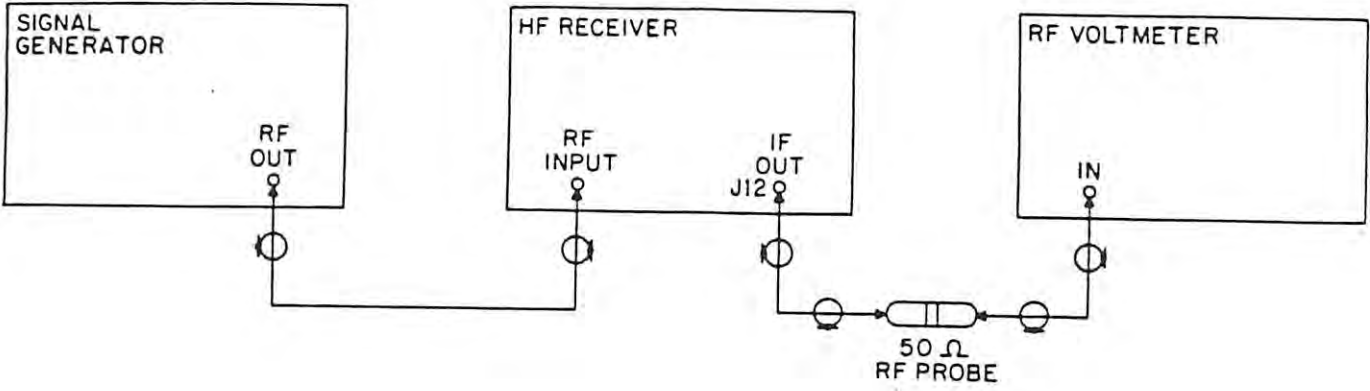 SIGNAL
GENERATOR
RF
OUT
HF RECEIVER
RF
INPUT
IF
OUT
J12
RF VOLTMETER
IN
50 Ω
RF PROBE